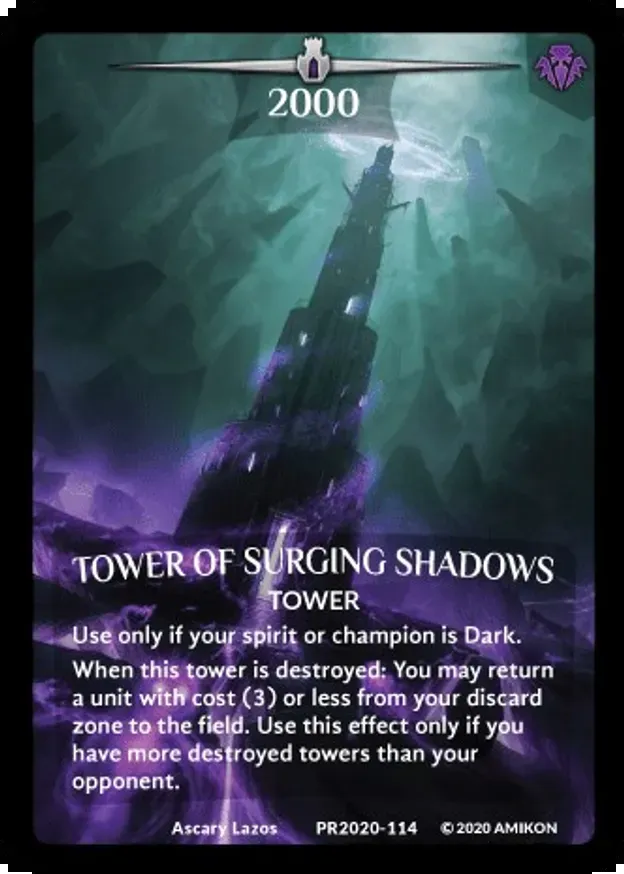 2000
TOWER OF SURGING SHADOWS
TOWER
Use only if your spirit or champion is Dark.
When this tower is destroyed: You may return
a unit with cost (3) or less from your discard
zone to the field. Use this effect only if you
have more destroyed towers than your
opponent.
Ascary Lazos PR2020-114 © 2020 AMIKON